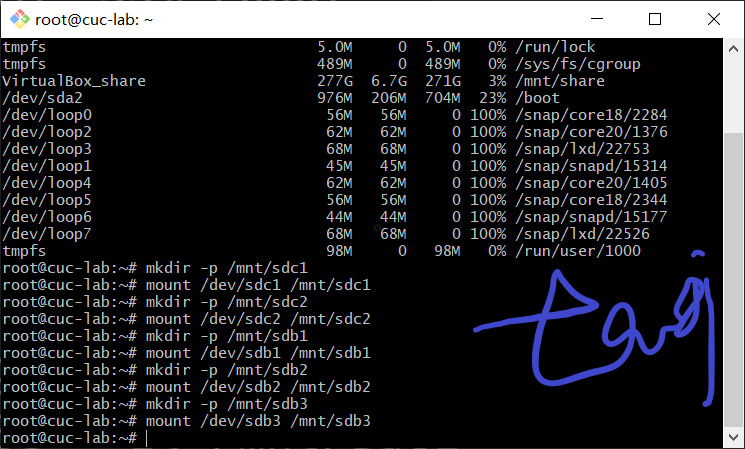 root@cuc-lab: ~
tmpfs 5.0M 0 5.0M 0% /run/lock
tmpfs 489M 0 489M 0% /sys/fs/cgroup
VirtualBox_share 277G 6.7G 271G 3% /mnt/share
/dev/sda2 976M 206M 704M 23% /boot
/dev/loop0 56M 56M 0 100% /snap/core18/2284
/dev/loop2 62M 62M 0 100% /snap/core20/1376
/dev/loop3 68M 68M 0 100% /snap/lxd/22753
/dev/loop1 45M 45M 0 100% /snap/snapd/15314
/dev/loop4 62M 62M 0 100% /snap/core20/1405
/dev/loop5 56M 56M 0 100% /snap/core18/2344
/dev/loop6 44M 44M 0 100% /snap/snapd/15177
/dev/loop7 68M 68M 0 100% /snap/lxd/22526
tmpfs 98M 0 98M 0% /run/user/1000
root@cuc-lab:~# mkdir -p /mnt/sdc1
root@cuc-lab:~# mount /dev/sdc1 /mnt/sdc1
root@cuc-lab:~# mkdir -p /mnt/sdc2
root@cuc-lab:~# mount /dev/sdc2 /mnt/sdc2
root@cuc-lab:~# mkdir -p /mnt/sdb1
root@cuc-lab:~# mount /dev/sdb1 /mnt/sdb1
root@cuc-lab:~# mkdir -p /mnt/sdb2
root@cuc-lab:~# mount /dev/sdb2 /mnt/sdb2
root@cuc-lab:~# mkdir -p /mnt/sdb3
root@cuc-lab:~# mount /dev/sdb3 /mnt/sdb3
root@cuc-lab:~#